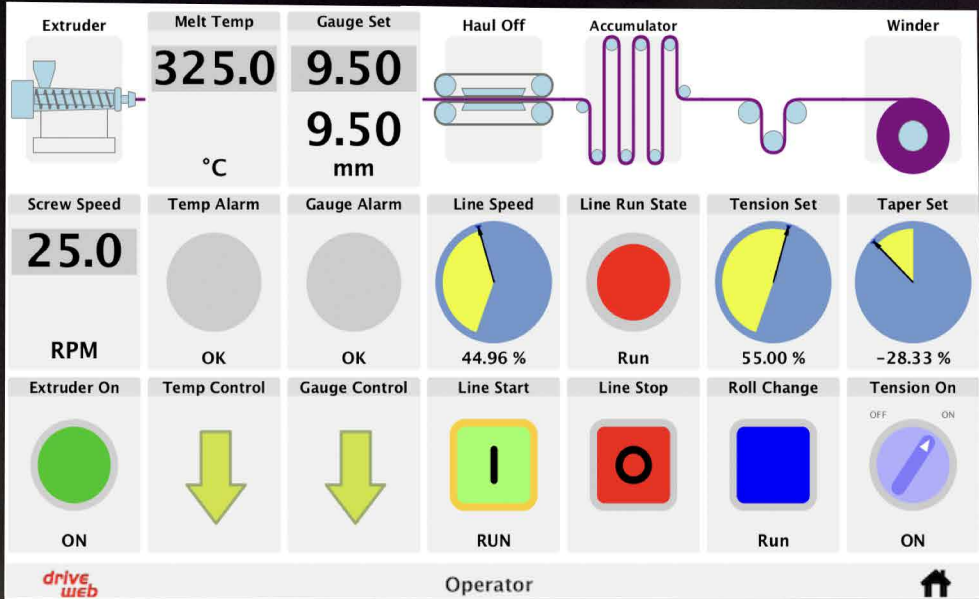 Extruder
Melt Temp
Gauge Set
Haul Off
Accumulator
Winder
325.0
9.50
9.50
°C
mm
Screw Speed
Temp Alarm
Gauge Alarm
Line Speed
Line Run State
Tension Set
Taper Set
25.0
RPM
OK
OK
44.96 %
Run
55.00 %
-28.33 %
Extruder On
Temp Control
Gauge Control
Line Start
Line Stop
Roll Change
Tension On
OFF
ON
I
O
ON
RUN
Run
ON
drive.
web
Operator